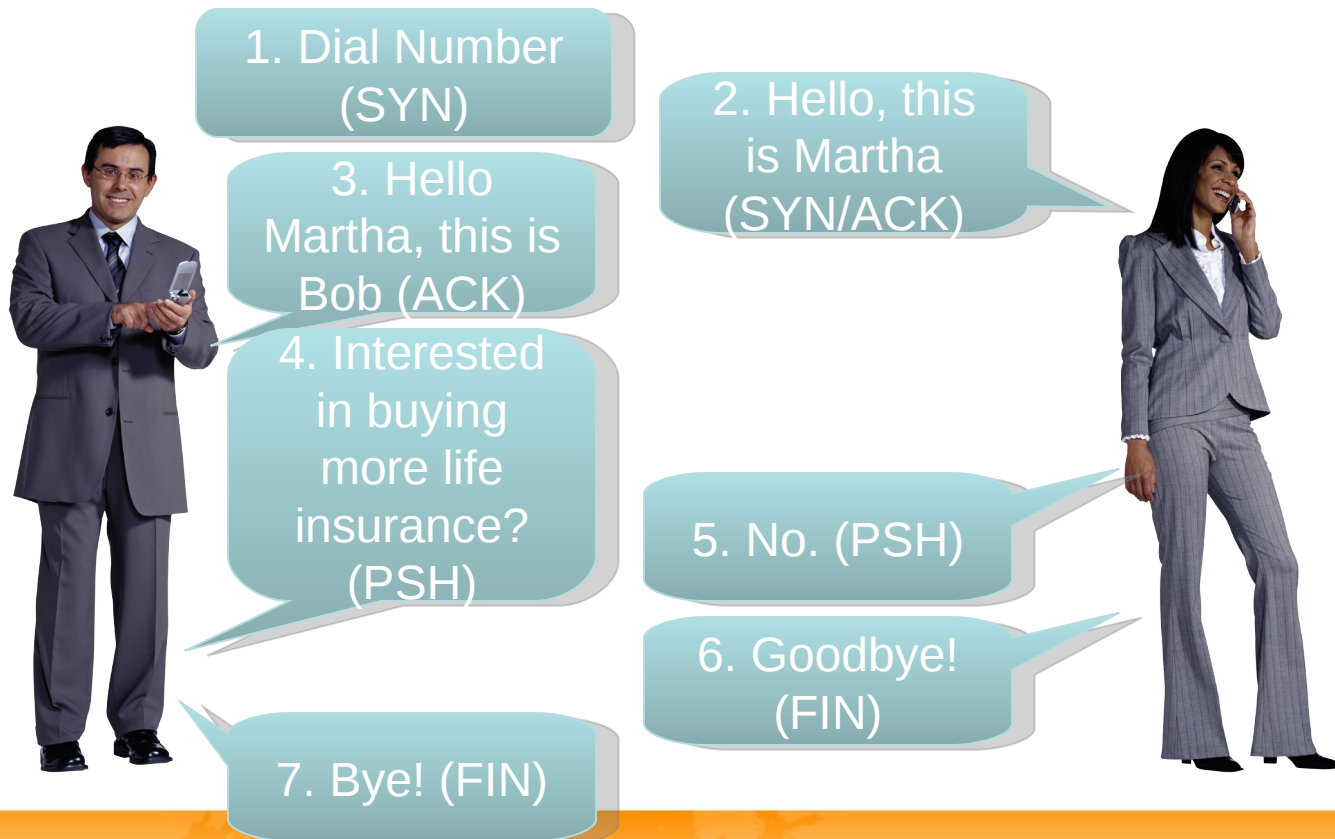 1. Dial Number
(SYN)
2. Hello, this
is Martha
(SYN/ACK)
3. Hello
Martha, this is
Bob (ACK)
4. Interested
in buying
more life
insurance?
(PSH)
5. No. (PSH)
6. Goodbye!
(FIN)
7. Bye! (FIN)